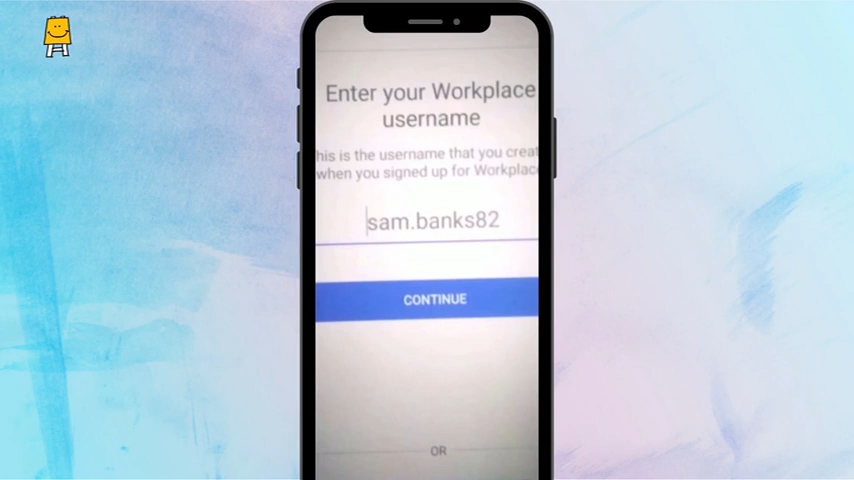 Enter your Workplace
username
his is the username that you creat
when you signed up for Workplac
sam.banks82
CONTINUE
OR